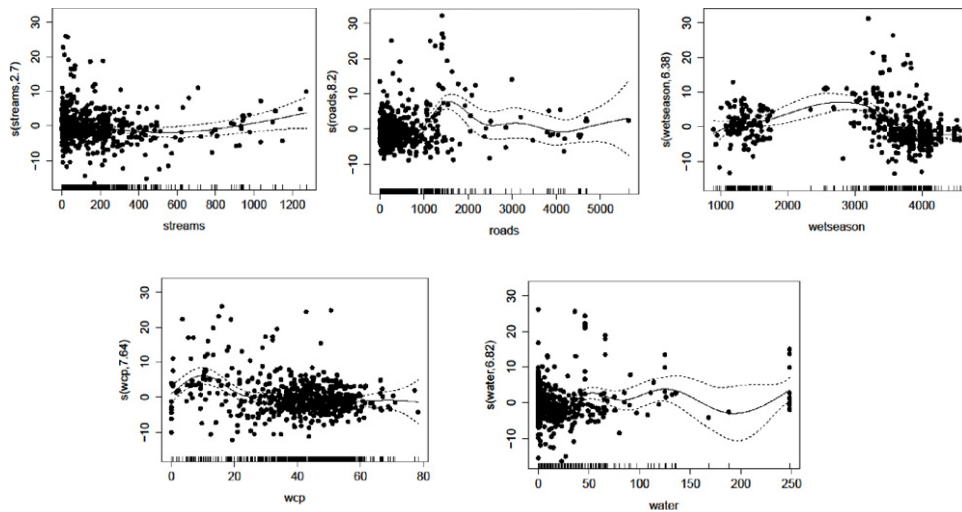 s(streams,2.7)
30
20
10
0
-10
0 200 400 600 800 1000 1200
streams
s(roads,8.2)
30
20
10
0
-10
0 1000 2000 3000 4000 5000
roads
s(wetseason,6.38)
30
20
10
0
-10
1000 2000 3000 4000
wetseason
s(wcp,7.64)
30
20
10
0
-10
0 20 40 60 80
wcp
s(water,6.82)
30
20
10
0
-10
0 50 100 150 200 250
water